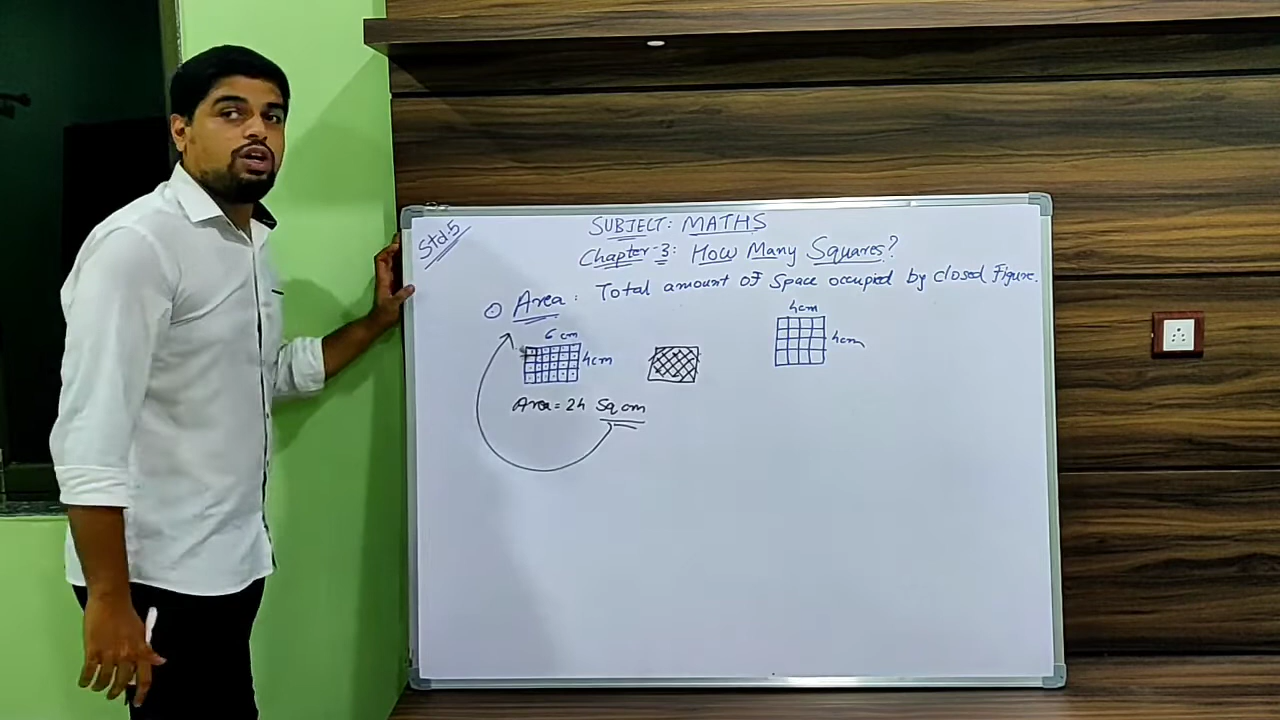 Std.5
SUBJECT: MATHS
Chapter-3: How Many Squares?
Area: Total amount of Space occupied by closed Figure.
6 cm
4cm
Area = 24 Sq cm
4cm
4cm